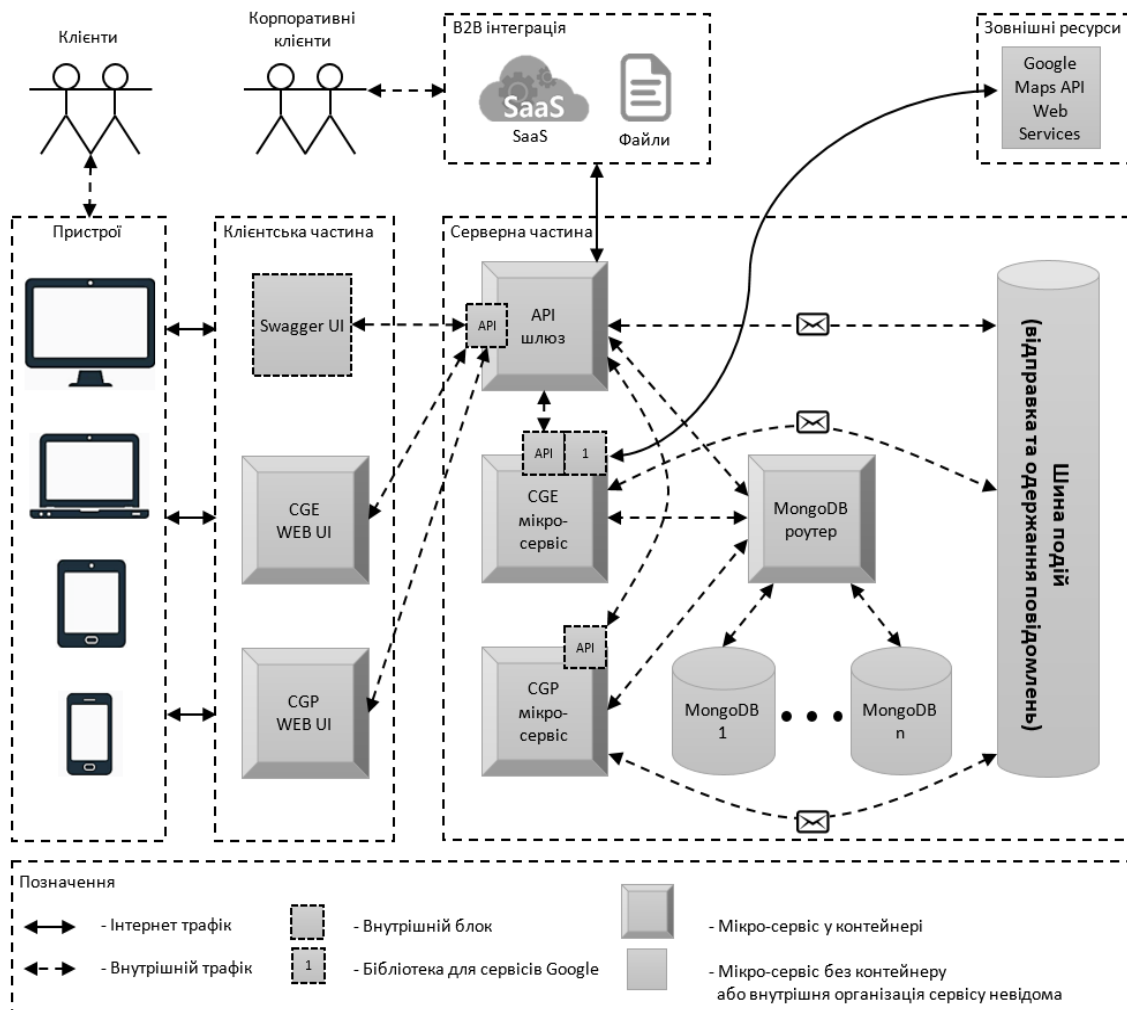 Клієнти
Корпоративні
клієнти
B2B інтеграція
SaaS
SaaS
Файли
Зовнішні ресурси
Google
Maps API
Web
Services
Пристрої
Клієнтська частина
Серверна частина
Swagger UI
API
API
шлюз
API
1
CGE
WEB UI
CGE
мікро-
сервіс
MongoDB
роутер
API
CGP
WEB UI
CGP
мікро-
сервіс
MongoDB
1
MongoDB
n
Шина подій
(відправка та одержання повідомлень)
Позначення
- Інтернет трафік
- Внутрішній блок
- Мікро-сервіс у контейнері
- Внутрішній трафік
1
- Бібліотека для сервісів Google
- Мікро-сервіс без контейнеру
або внутрішня організація сервісу невідома